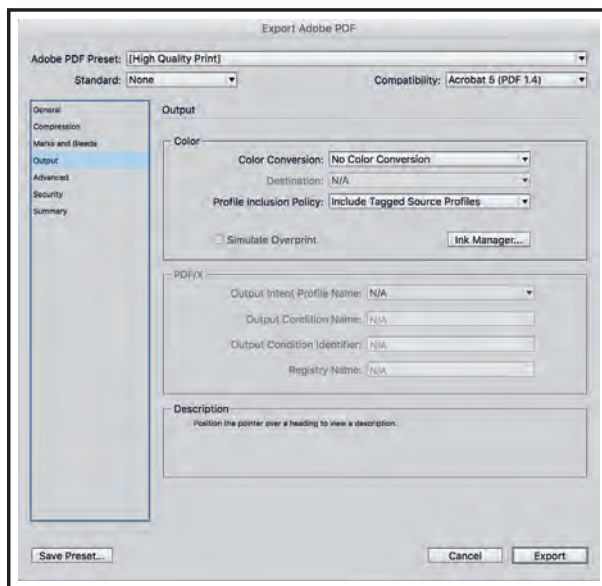 Export Adobe PDF
Adobe PDF Preset: [High Quality Print]
Standard: None Compatibility: Acrobat 5 (PDF 1.4)
General
Compression
Marks and Bleeds
Output
Advanced
Security
Summary
Output
Color
Color Conversion: No Color Conversion
Destination: N/A
Profile Inclusion Policy: Include Tagged Source Profiles
Simulate Overprint Ink Manager...
PDF/X
Output Intent Profile Name: N/A
Output Condition Name: N/A
Output Condition Identifier: N/A
Registry Name: N/A
Description
Position the pointer over a heading to view a description.
Save Preset... Cancel Export